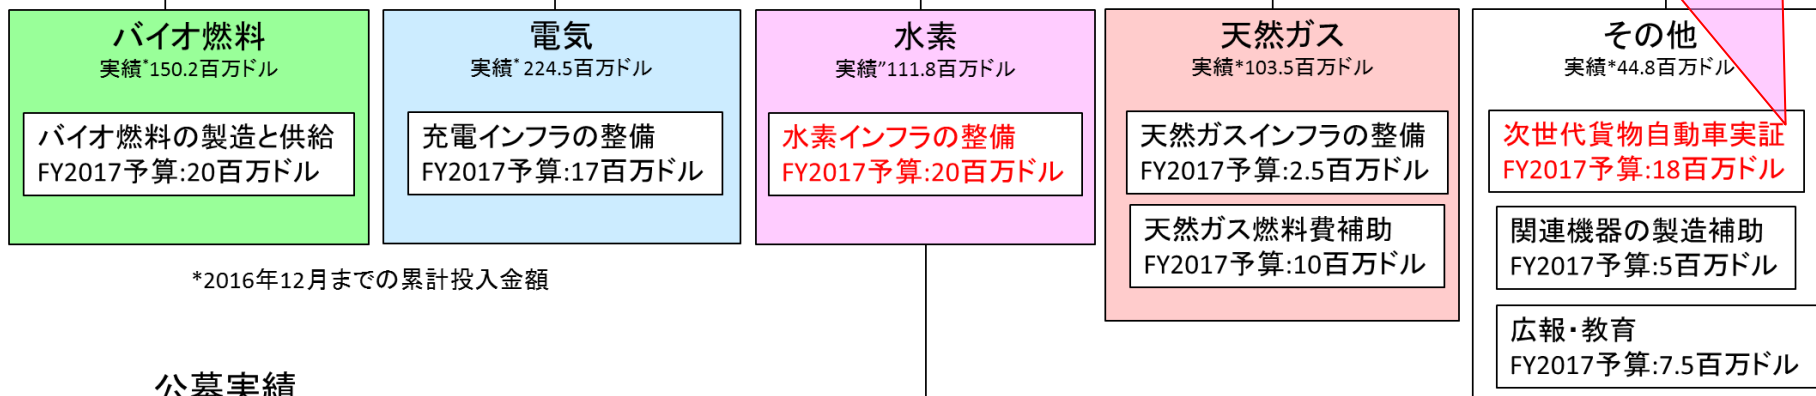 バイオ燃料
実績*150.2百万ドル
バイオ燃料の製造と供給
FY2017予算:20百万ドル
電気
実績*224.5百万ドル
充電インフラの整備
FY2017予算:17百万ドル
水素
実績”111.8百万ドル
水素インフラの整備
FY2017予算:20百万ドル
天然ガス
実績*103.5百万ドル
天然ガスインフラの整備
FY2017予算:2.5百万ドル
天然ガス燃料費補助
FY2017予算:10百万ドル
その他
実績*44.8百万ドル
次世代貨物自動車実証
FY2017予算:18百万ドル
関連機器の製造補助
FY2017予算:5百万ドル
広報・教育
FY2017予算:7.5百万ドル
*2016年12月までの累計投入金額
公募実績